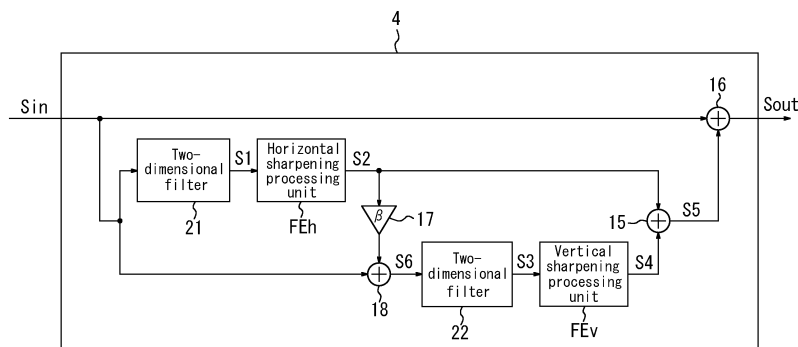 4
16
Sin
Sout
Two-
dimensional
filter
S1
Horizontal
sharpening
processing
unit
S2
21
FEh
β
17
15
S5
18
S6
Two-
dimensional
filter
S3
Vertical
sharpening
processing
unit
S4
22
FEv